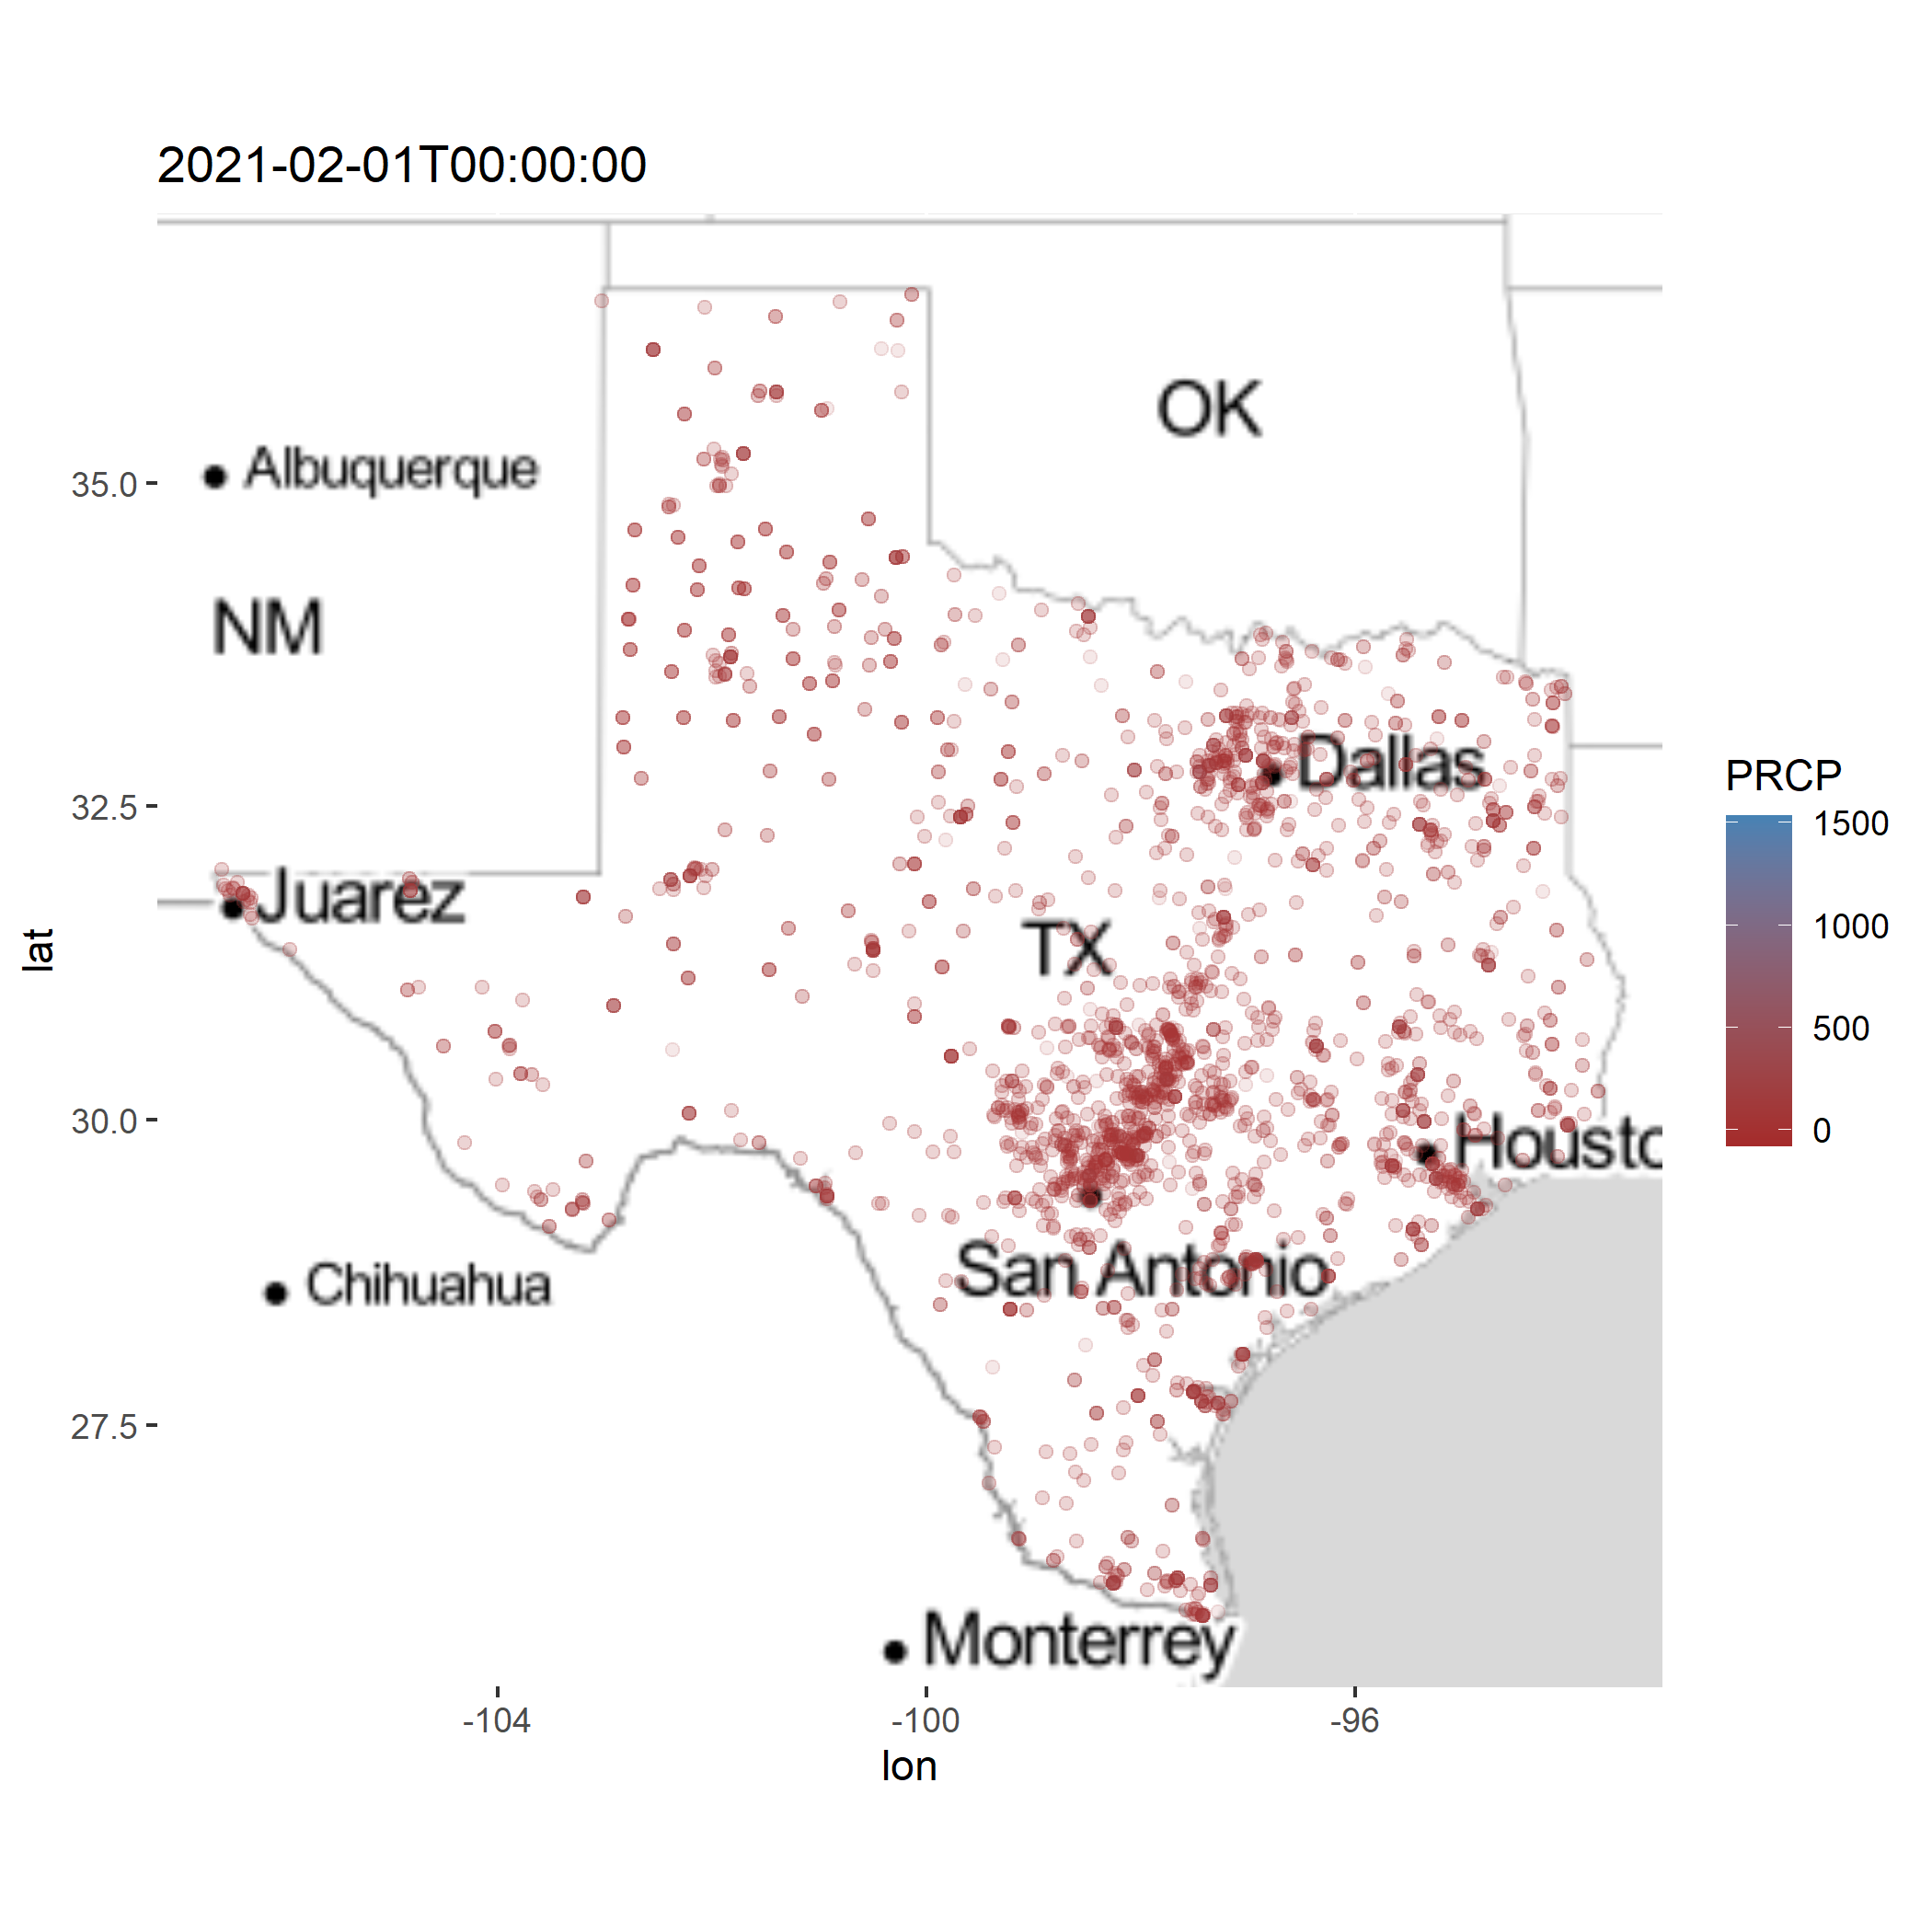 2021-02-01T00:00:00
OK
Albuquerque
NM
Dallas
Juarez
TX
Housto
San Antonio
Chihuahua
Monterrey
lat
35.0
32.5
30.0
27.5
-104
-100
-96
lon
PRCP
1500
1000
500
0